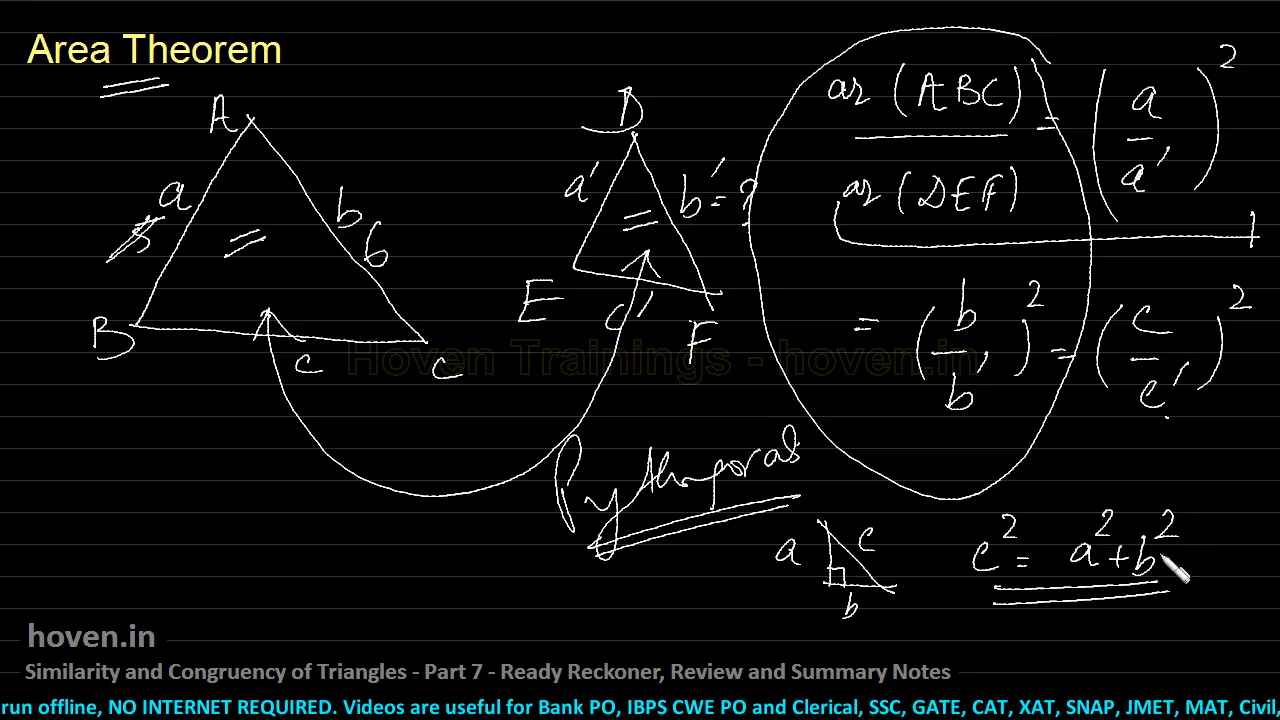 Area Theorem
ar (ABC) = (a/a')²
ar (DEF)
= (b/b')² = (c/c')²
A
a
b
6
B
c
C
D
a'
b' = ?
E
c'
F
Hoven Trainings - hoven.in
Pythagoras
a
c
b
c² = a² + b²
hoven.in
Similarity and Congruency of Triangles - Part 7 - Ready Reckoner, Review and Summary Notes
run offline, NO INTERNET REQUIRED. Videos are useful for Bank PO, IBPS CWE PO and Clerical, SSC, GATE, CAT, XAT, SNAP, JMET, MAT, Civil,